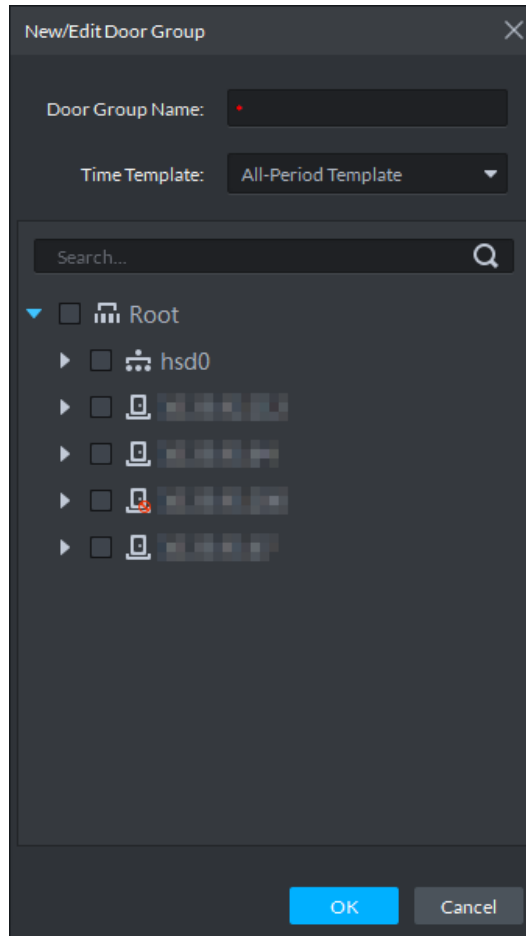 New/Edit Door Group
Door Group Name:
Time Template: All-Period Template
Search...
Root
hsd0
OK Cancel